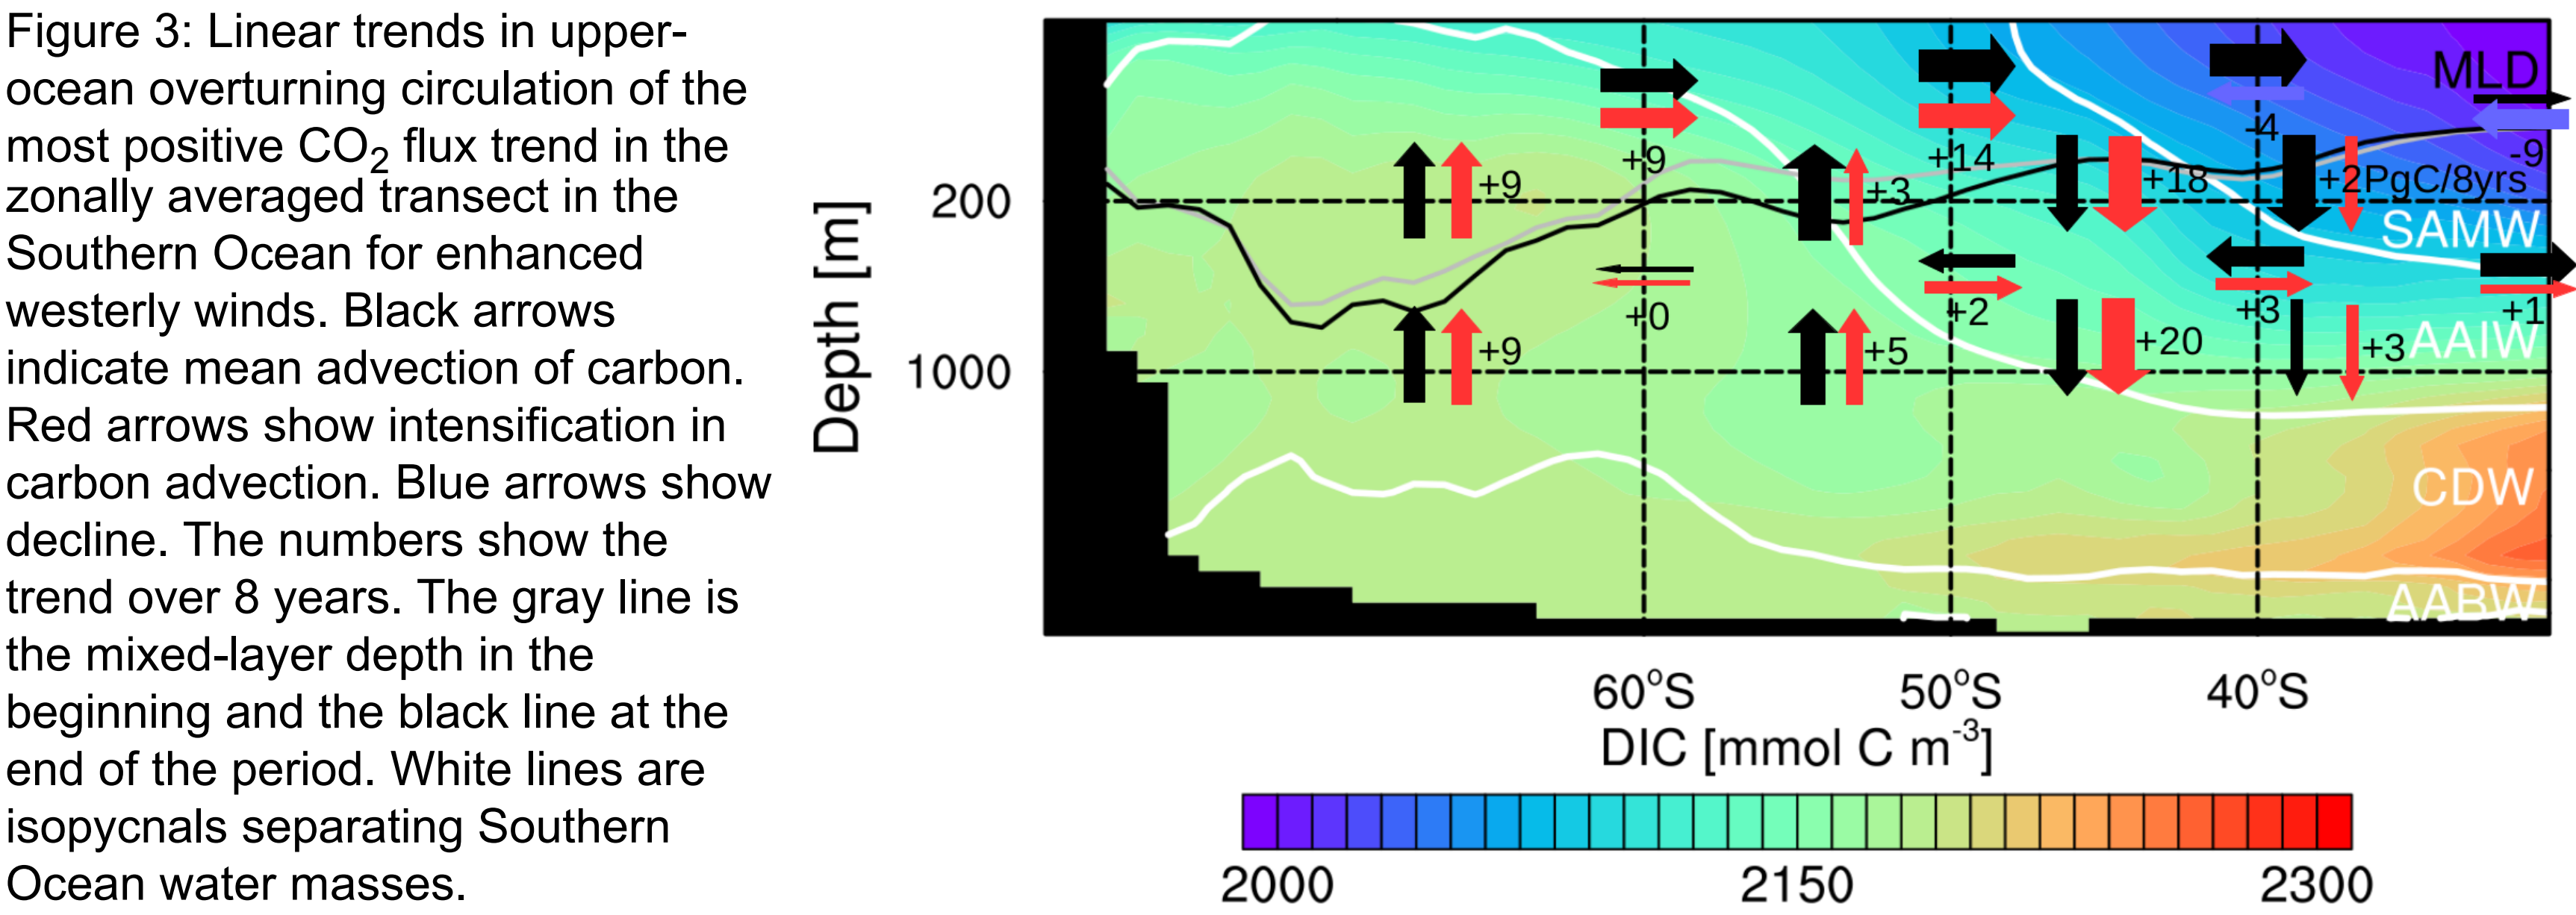 Figure 3: Linear trends in upper-
ocean overturning circulation of the
most positive CO2 flux trend in the
zonally averaged transect in the
Southern Ocean for enhanced
westerly winds. Black arrows
indicate mean advection of carbon.
Red arrows show intensification in
carbon advection. Blue arrows show
decline. The numbers show the
trend over 8 years. The gray line is
the mixed-layer depth in the
beginning and the black line at the
end of the period. White lines are
isopycnals separating Southern
Ocean water masses.
Depth [m]
200
1000
MLD
-4
+9
+14
-9
+9
+3
+18
+2PgC/8yrs
SAMW
+0
+2
+3
+1
+9
+5
+20
+3
AAIW
CDW
AABW
60°S
50°S
40°S
DIC [mmol C m-3]
2000
2150
2300